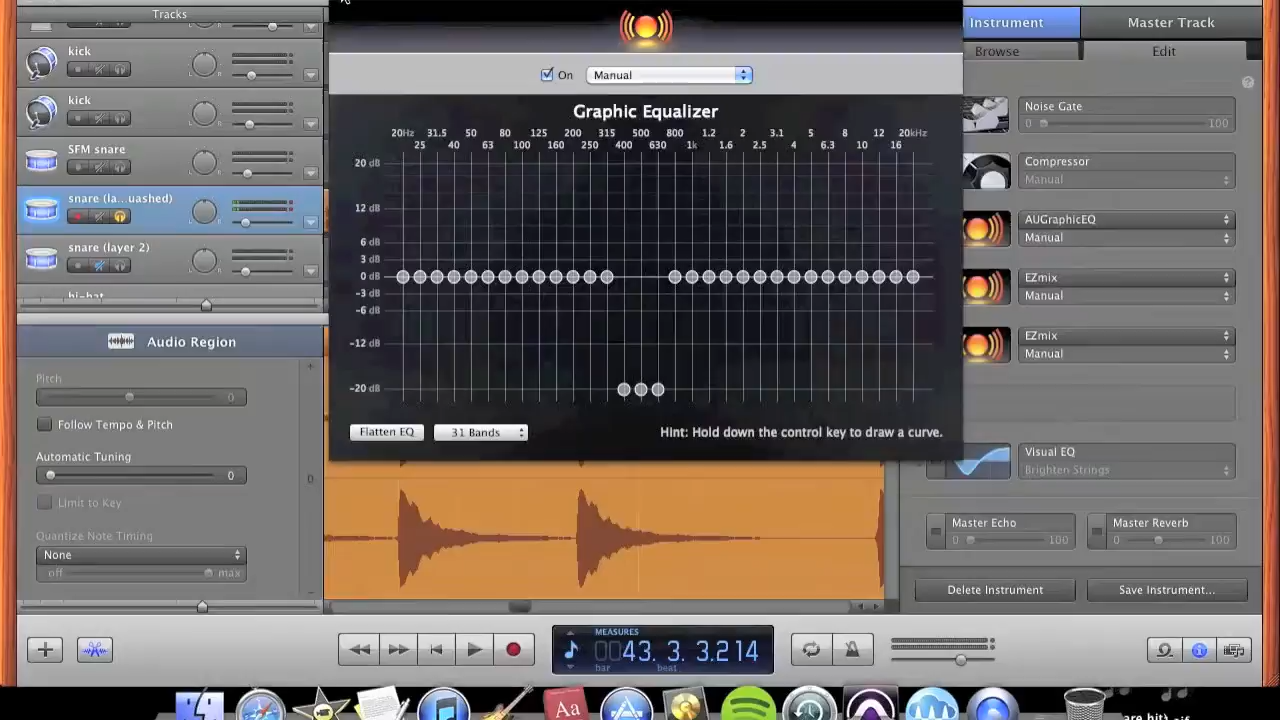 Tracks
kick
kick
SFM snare
snare (la...uashed)
snare (layer 2)
hi-hat
Audio Region
Pitch
0
Follow Tempo & Pitch
Automatic Tuning
0
Limit to Key
Quantize Note Timing
None
off max
On Manual
Graphic Equalizer
20Hz 31.5 50 80 125 200 315 500 800 1.2 2 3.1 5 8 12 20kHz
25 40 63 100 160 250 400 630 1k 1.6 2.5 4 6.3 10 16
20 dB
12 dB
6 dB
3 dB
0 dB
-3 dB
-6 dB
-12 dB
-20 dB
Flatten EQ 31 Bands Hint: Hold down the control key to draw a curve.
Instrument Master Track
Browse Edit
Noise Gate
0 100
Compressor
Manual
AUGraphicEQ
Manual
EZmix
Manual
EZmix
Manual
Visual EQ
Brighten Strings
Master Echo Master Reverb
0 100 0 100
Delete Instrument Save Instrument...
MEASURES
0043. 3. 3.214
bar beat
Aa